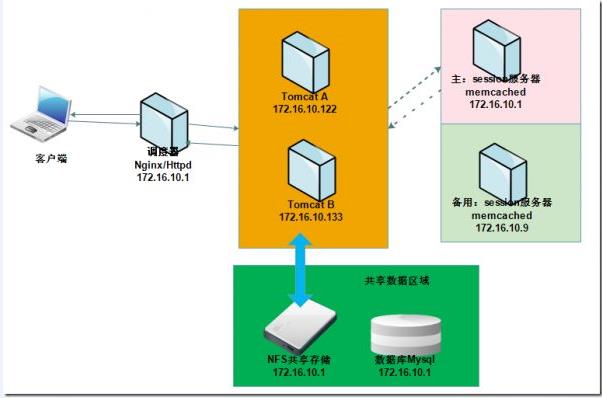 客户端
调度器
Nginx/Httpd
172.16.10.1
Tomcat A
172.16.10.122
Tomcat B
172.16.10.133
主：session服务器
memcached
172.16.10.1
备用：session服务器
memcached
172.16.10.9
共享数据区域
NFS共享存储
172.16.10.1
数据库Mysql
172.16.10.1